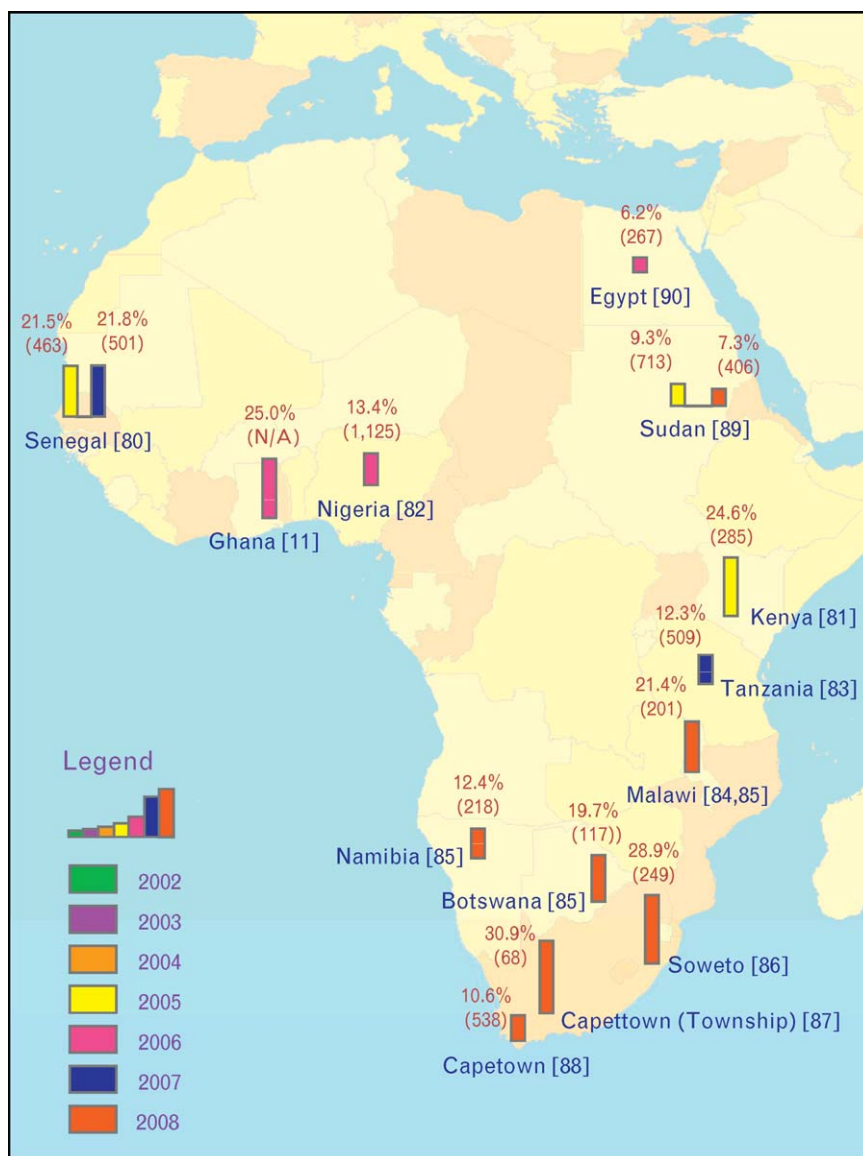 6.2%
(267)
Egypt [90]
21.5%
(463)
21.8%
(501)
Senegal [80]
9.3%
(713)
7.3%
(406)
Sudan [89]
25.0%
(N/A)
Ghana [11]
13.4%
(1,125)
Nigeria [82]
24.6%
(285)
Kenya [81]
12.3%
(509)
Tanzania [83]
21.4%
(201)
Malawi [84,85]
12.4%
(218)
Namibia [85]
19.7%
(117))
Botswana [85]
28.9%
(249)
Soweto [86]
30.9%
(68)
Capettown (Township) [87]
10.6%
(538)
Capetown [88]
Legend
2002
2003
2004
2005
2006
2007
2008